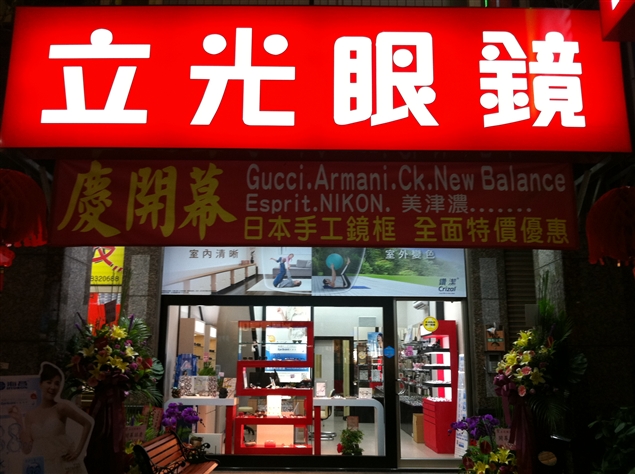 立光眼鏡
慶開幕
Gucci.Armani.Ck.New Balance
Esprit.NIKON. 美津濃.......
日本手工鏡框 全面特價優惠
室內清晰
室外變色
Crizal
8320668